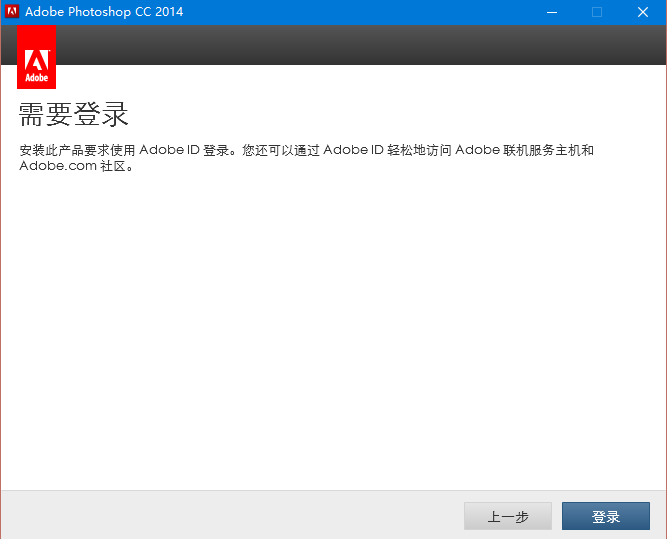 Adobe Photoshop CC 2014
Adobe
需要登录
安装此产品要求使用 Adobe ID 登录。您还可以通过 Adobe ID 轻松地访问 Adobe 联机服务主机和
Adobe.com 社区。
上一步
登录